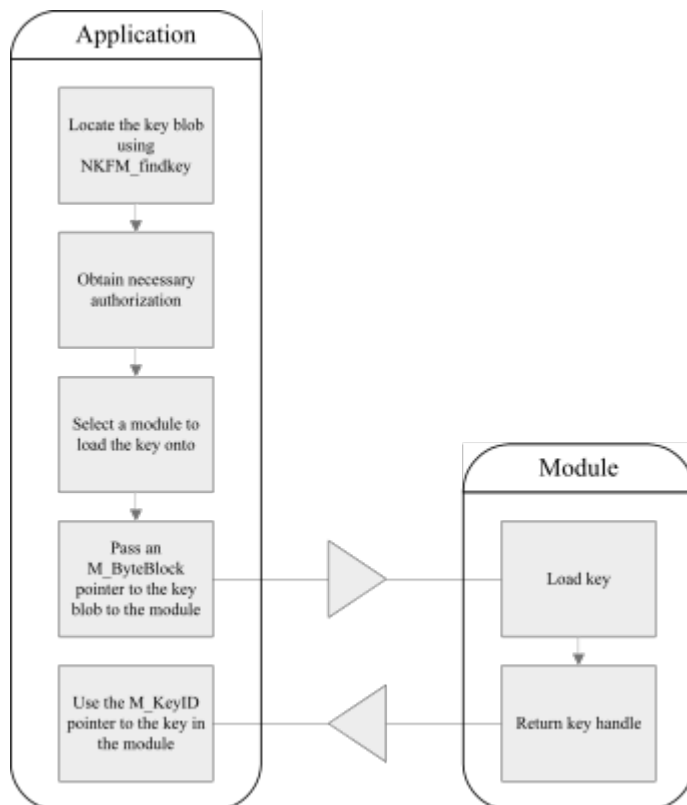 Application
Locate the key blob
using
NKFM_findkey
Obtain necessary
authorization
Select a module to
load the key onto
Pass an
M_ByteBlock
pointer to the key
blob to the module
Use the M_KeyID
pointer to the key in
the module
Module
Load key
Return key handle